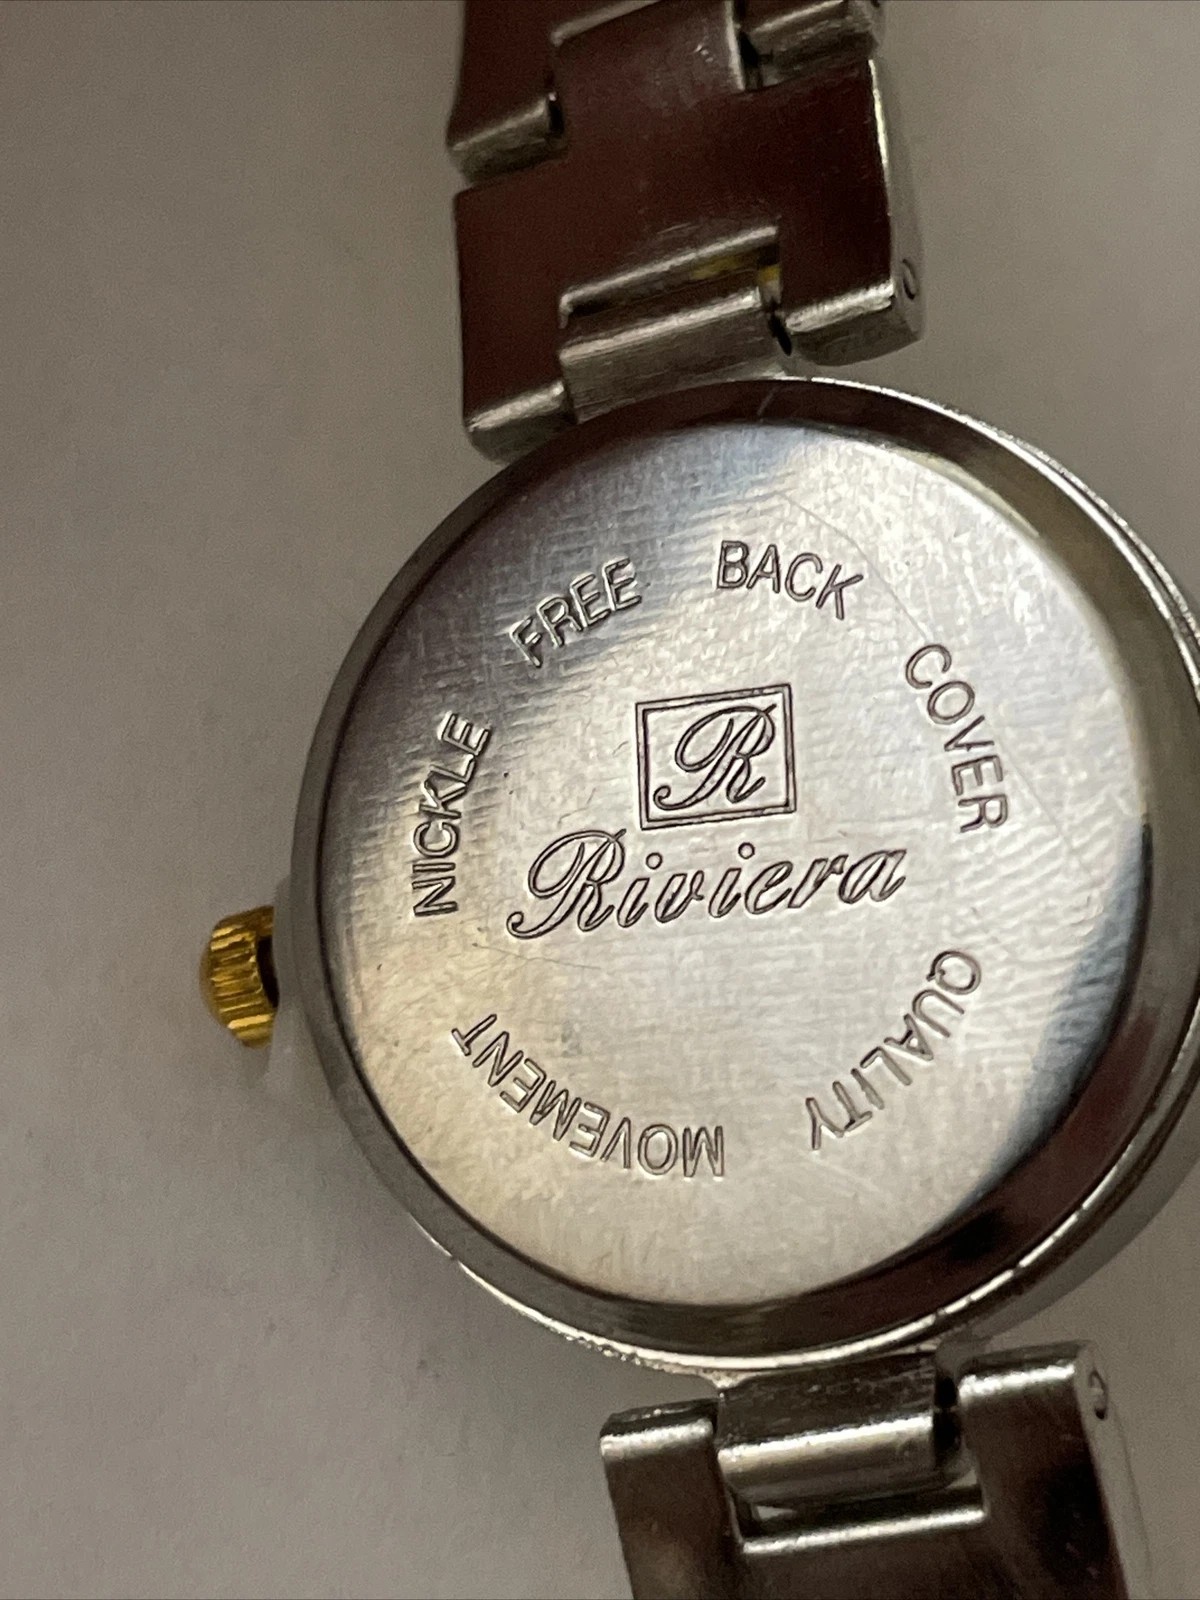 NICKLE FREE BACK COVER
R
Riviera
QUALITY MOVEMENT